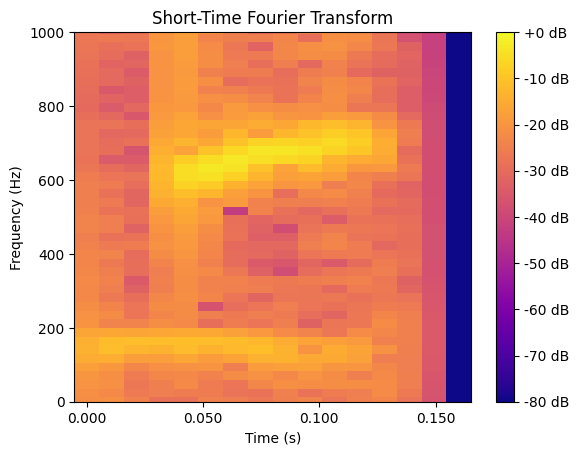 Short-Time Fourier Transform
1000
800
600
400
200
0
Frequency (Hz)
0.000
0.050
0.100
0.150
Time (s)
+0 dB
-10 dB
-20 dB
-30 dB
-40 dB
-50 dB
-60 dB
-70 dB
-80 dB